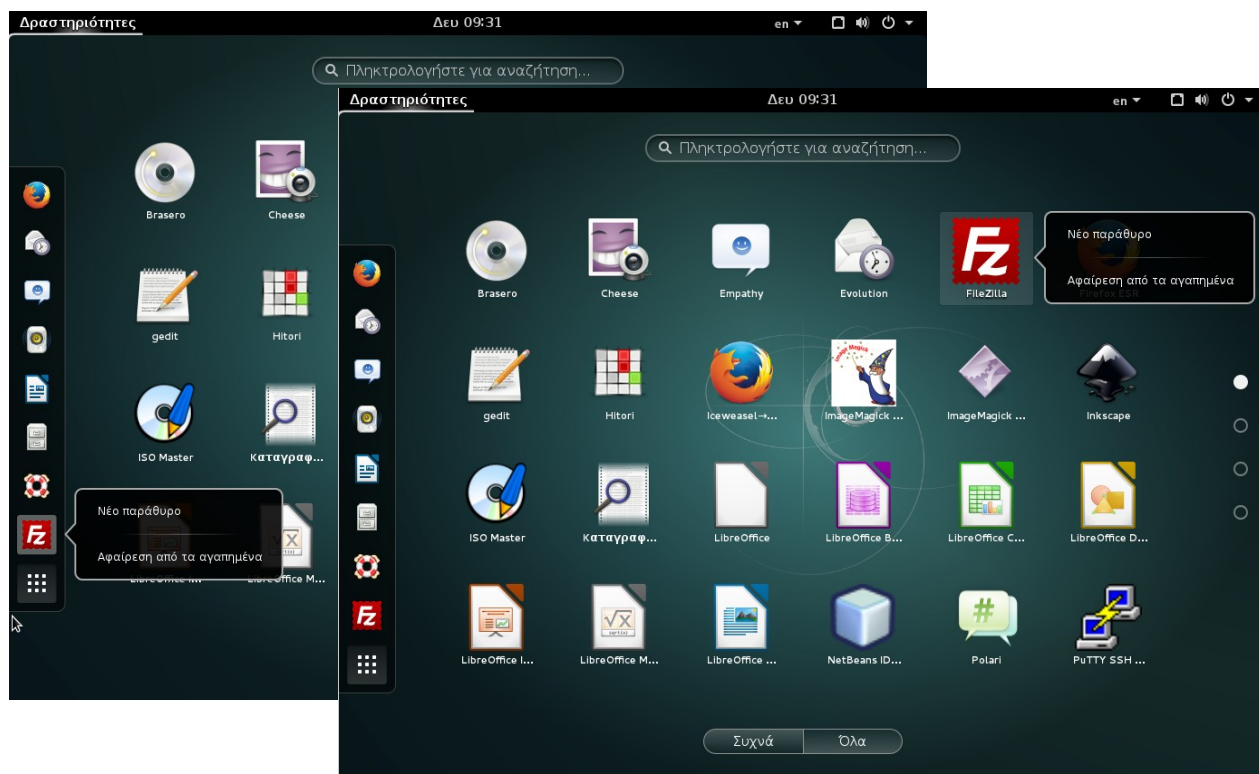 Δραστηριότητες Δευ 09:31 en
Πληκτρολογήστε για αναζήτηση...
Brasero Cheese
gedit Hitori
ISO Master Καταγραφ...
Νέο παράθυρο
Αφαίρεση από τα αγαπημένα
LibreOffice I... LibreOffice M...
Δραστηριότητες Δευ 09:31 en
Πληκτρολογήστε για αναζήτηση...
Νέο παράθυρο
Αφαίρεση από τα αγαπημένα
Brasero Cheese Empathy Evolution FileZilla Firefox ESR
gedit Hitori Iceweasel→... ImageMagick ... ImageMagick ... Inkscape
ISO Master Καταγραφ... LibreOffice LibreOffice B... LibreOffice C... LibreOffice D...
LibreOffice I... LibreOffice M... LibreOffice ... NetBeans ID... Polari PuTTY SSH ...
Συχνά Όλα